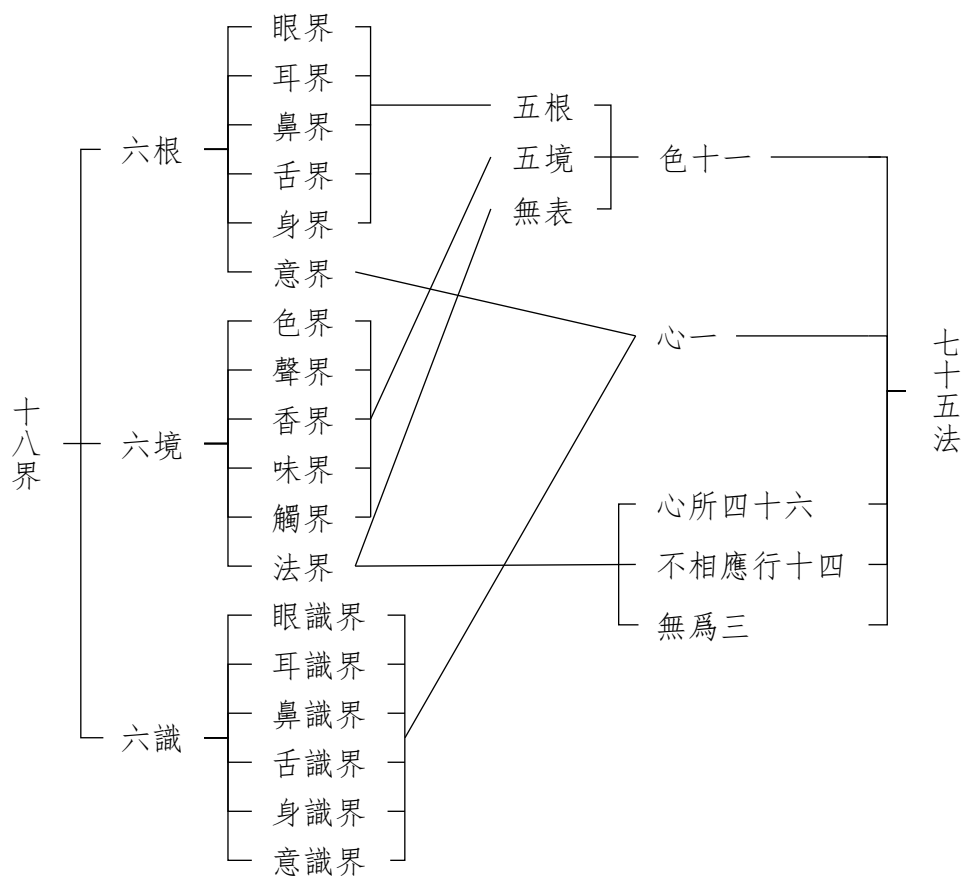 十八界
六根
六境
六識
眼界
耳界
鼻界
舌界
身界
意界
色界
聲界
香界
味界
觸界
法界
眼識界
耳識界
鼻識界
舌識界
身識界
意識界
五根
五境
無表
色十一
心一
心所四十六
不相應行十四
無爲三
七十五法